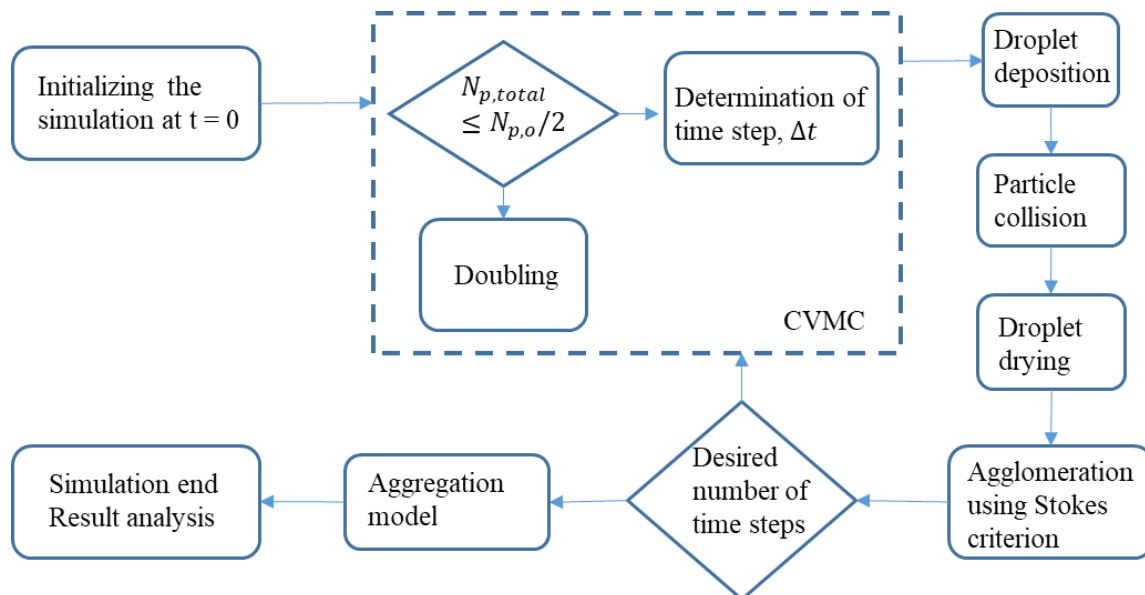 Initializing the
simulation at t = 0
N_{p,total}
≤ N_{p,o}/2
Determination of
time step, Δt
Doubling
CVMC
Droplet
deposition
Particle
collision
Droplet
drying
Agglomeration
using Stokes
criterion
Desired
number of
time steps
Aggregation
model
Simulation end
Result analysis